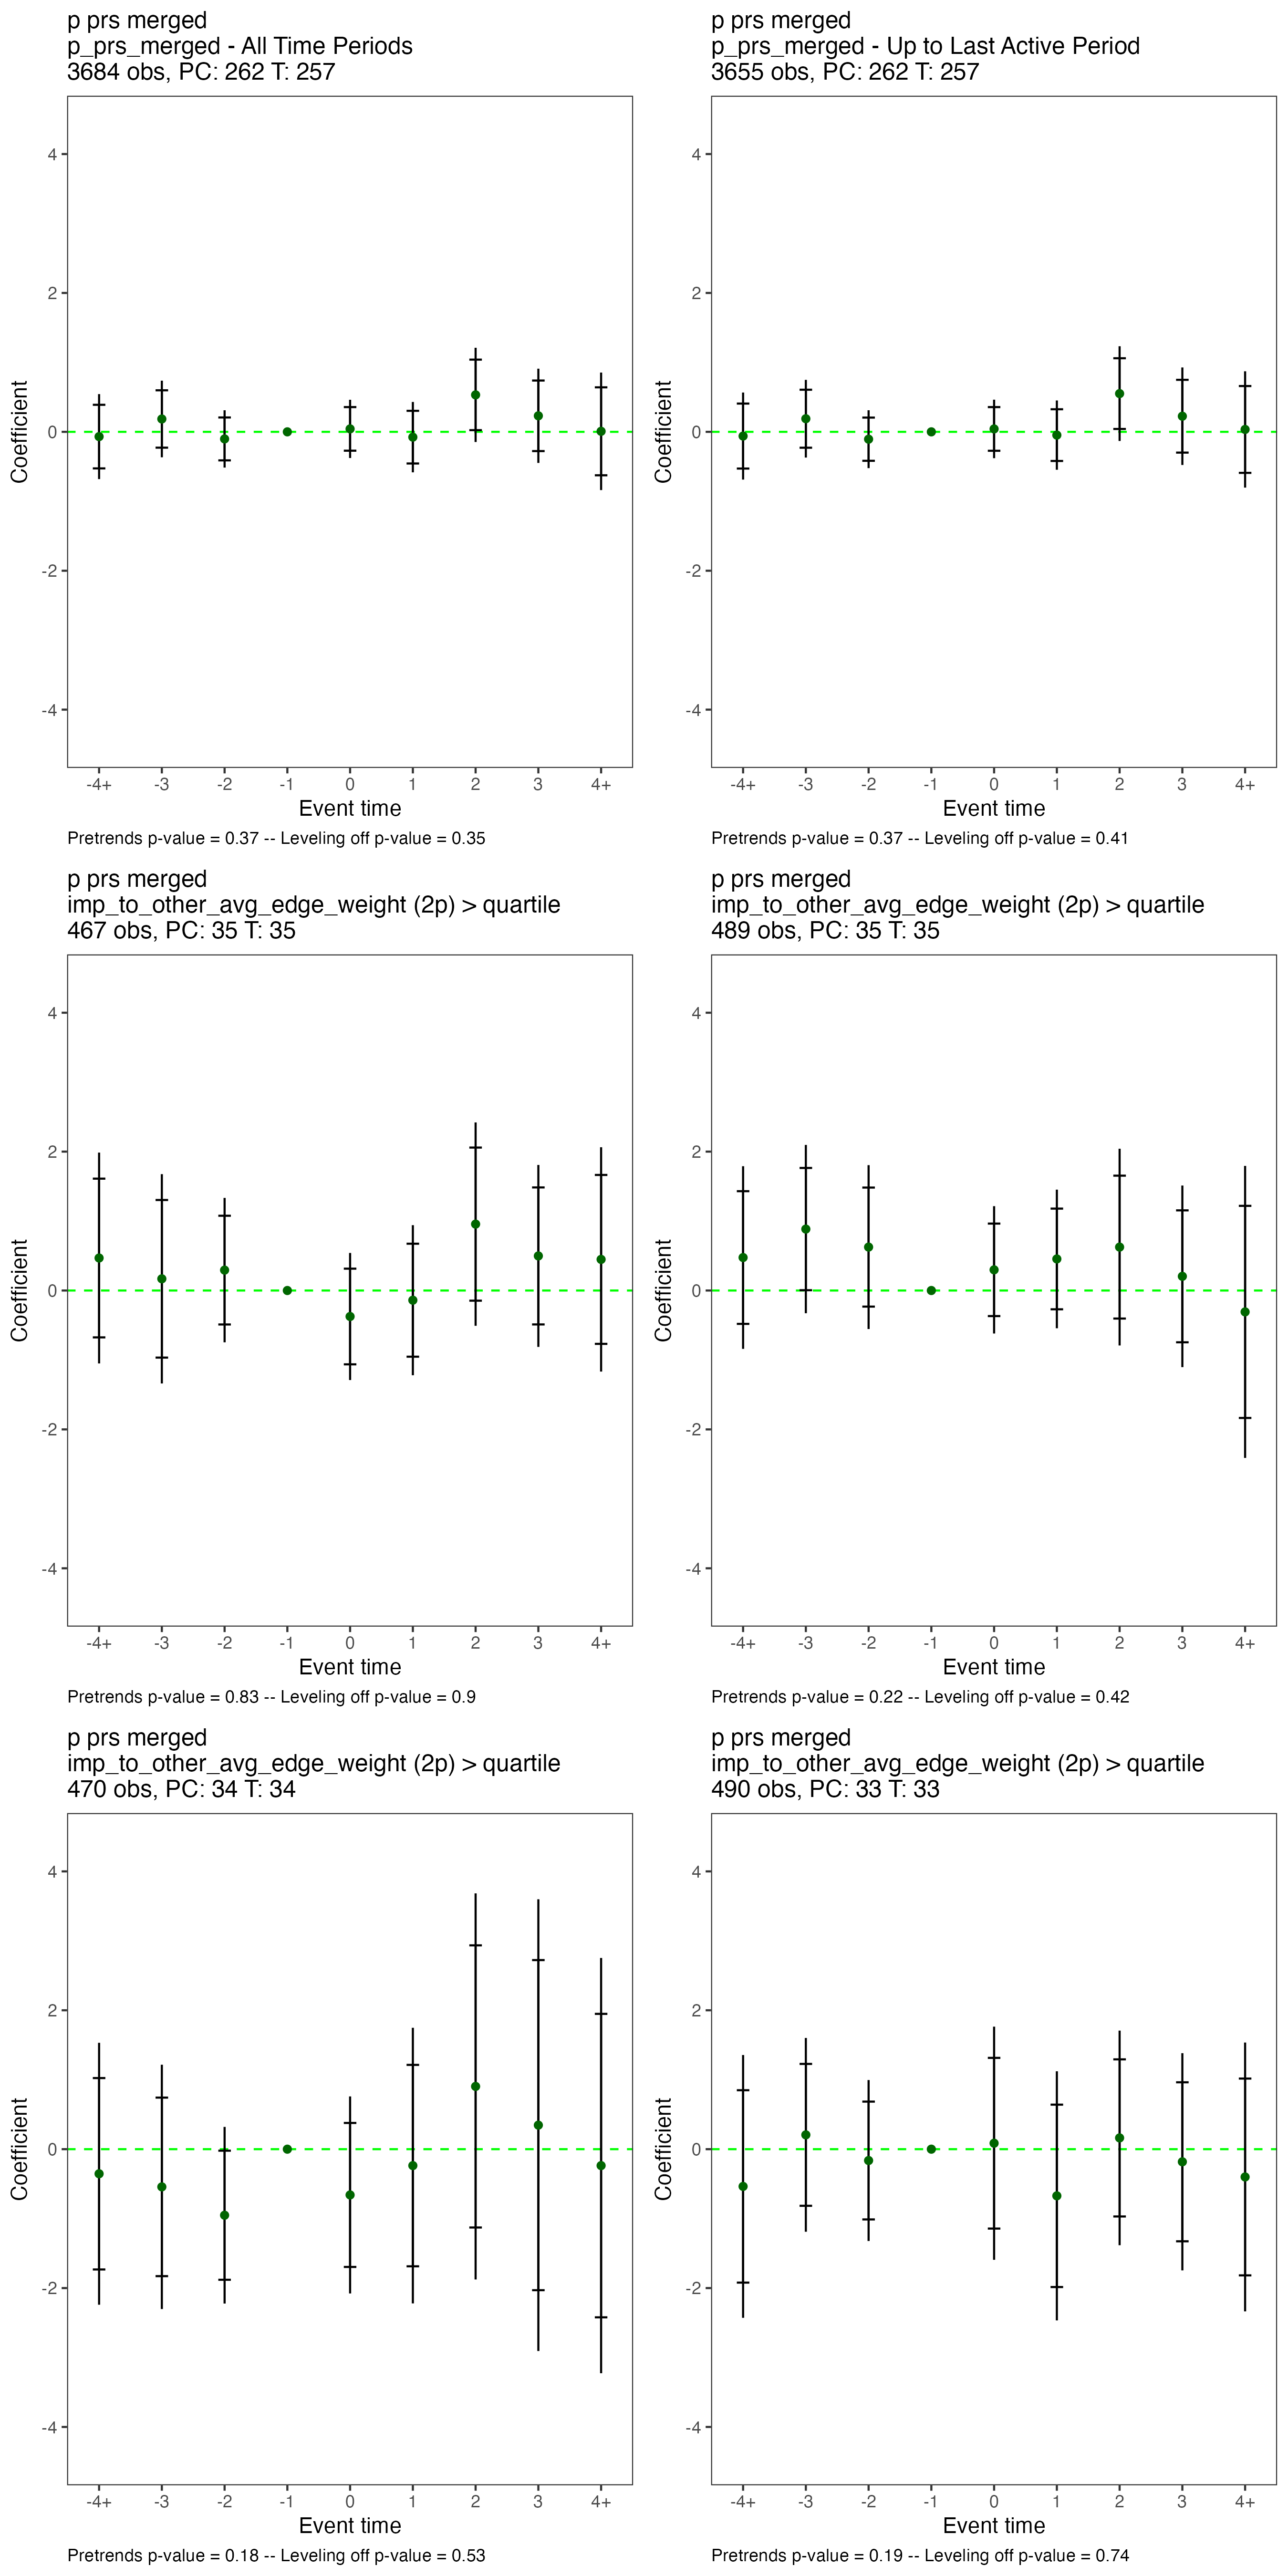 p prs merged
p_prs_merged - All Time Periods
3684 obs, PC: 262 T: 257
4
2
0
-2
-4
Coefficient
-4+ -3 -2 -1 0 1 2 3 4+
Event time
Pretrends p-value = 0.37 -- Leveling off p-value = 0.35
p prs merged
p_prs_merged - Up to Last Active Period
3655 obs, PC: 262 T: 257
4
2
0
-2
-4
Coefficient
-4+ -3 -2 -1 0 1 2 3 4+
Event time
Pretrends p-value = 0.37 -- Leveling off p-value = 0.41
p prs merged
imp_to_other_avg_edge_weight (2p) > quartile
467 obs, PC: 35 T: 35
4
2
0
-2
-4
Coefficient
-4+ -3 -2 -1 0 1 2 3 4+
Event time
Pretrends p-value = 0.83 -- Leveling off p-value = 0.9
p prs merged
imp_to_other_avg_edge_weight (2p) > quartile
489 obs, PC: 35 T: 35
4
2
0
-2
-4
Coefficient
-4+ -3 -2 -1 0 1 2 3 4+
Event time
Pretrends p-value = 0.22 -- Leveling off p-value = 0.42
p prs merged
imp_to_other_avg_edge_weight (2p) > quartile
470 obs, PC: 34 T: 34
4
2
0
-2
-4
Coefficient
-4+ -3 -2 -1 0 1 2 3 4+
Event time
Pretrends p-value = 0.18 -- Leveling off p-value = 0.53
p prs merged
imp_to_other_avg_edge_weight (2p) > quartile
490 obs, PC: 33 T: 33
4
2
0
-2
-4
Coefficient
-4+ -3 -2 -1 0 1 2 3 4+
Event time
Pretrends p-value = 0.19 -- Leveling off p-value = 0.74